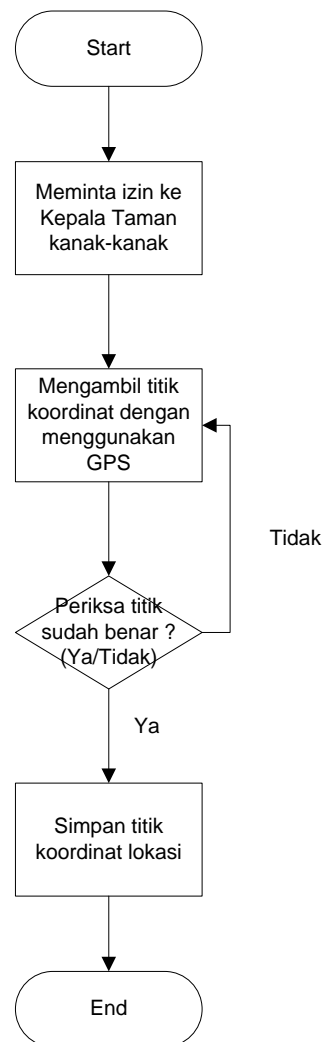 Start
Meminta izin ke
Kepala Taman
kanak-kanak
Mengambil titik
koordinat dengan
menggunakan
GPS
Tidak
Periksa titik
sudah benar ?
(Ya/Tidak)
Ya
Simpan titik
koordinat lokasi
End